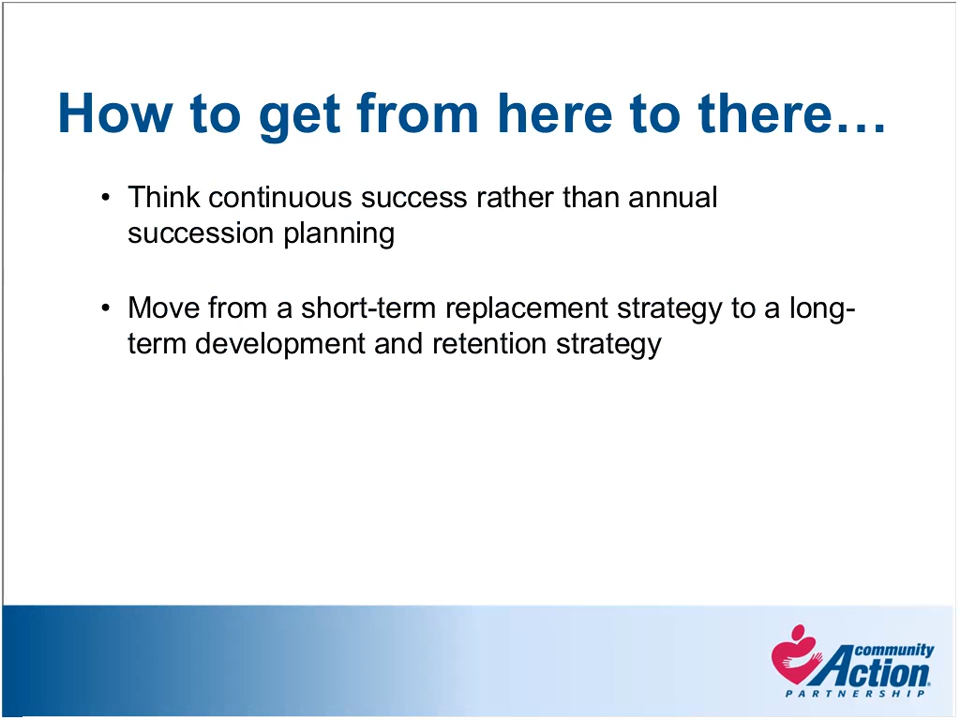 How to get from here to there…
• Think continuous success rather than annual
succession planning
• Move from a short-term replacement strategy to a long-
term development and retention strategy
community
Action®
PARTNERSHIP